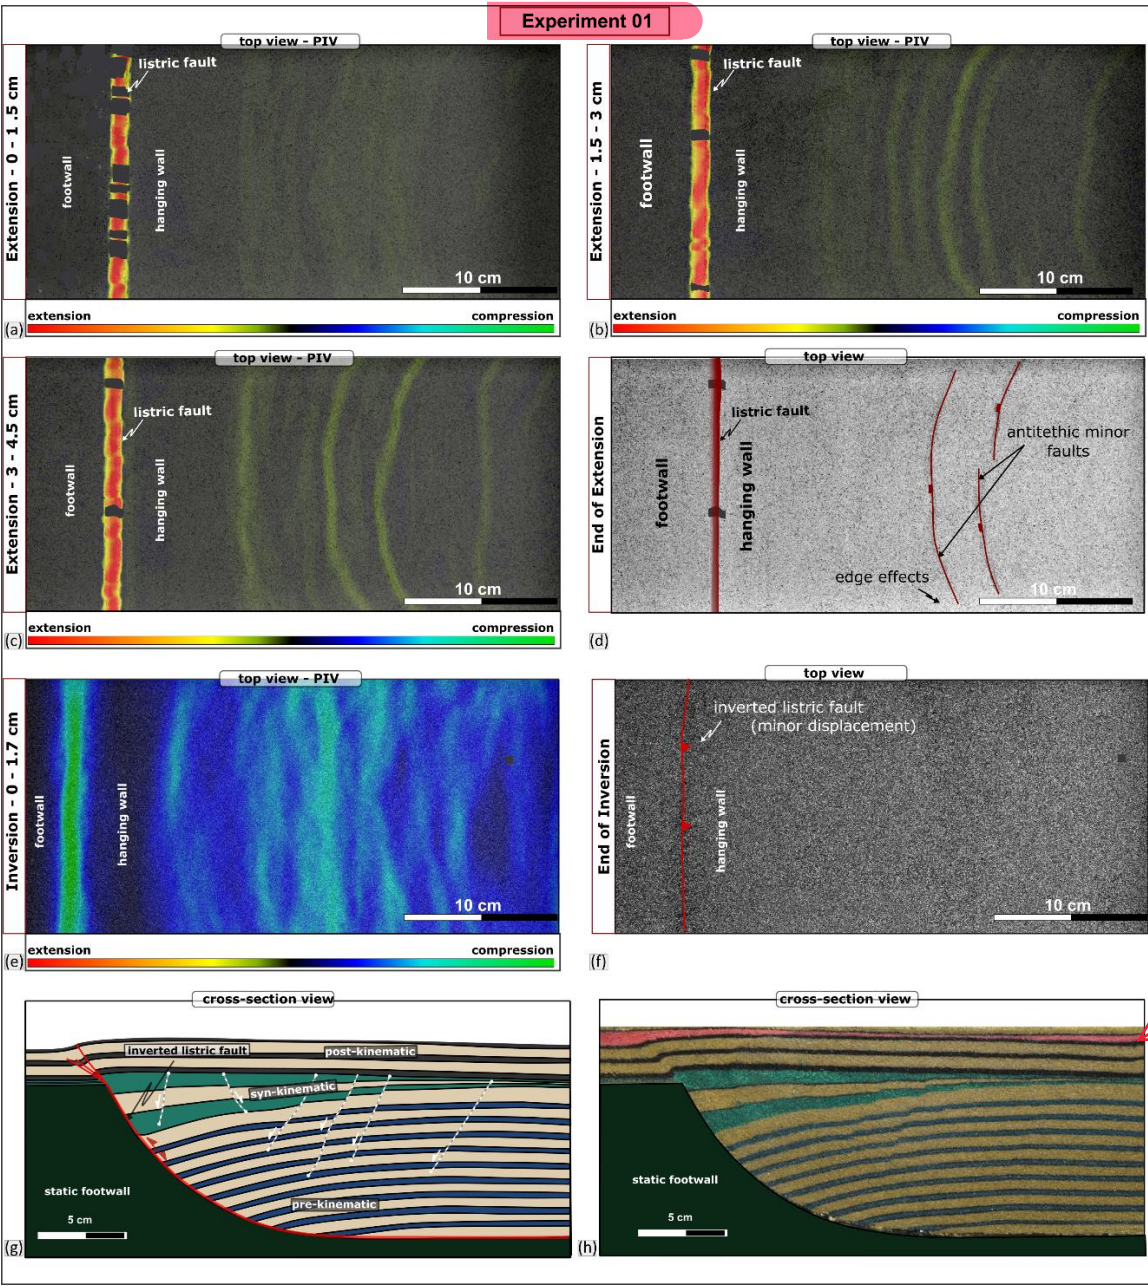 Experiment 01
Extension - 0 - 1 .5 cm
top view - PIV
listric fault
footwall
hanging wall
10 cm
extension
compression
(a)
Extension - 1.5 - 3 cm
top view - PIV
listric fault
footwall
hanging wall
10 cm
extension
compression
(b)
Extension - 3 - 4.5 cm
top view - PIV
listric fault
footwall
hanging wall
10 cm
extension
compression
(c)
End of Extension
top view
listric fault
footwall
hanging wall
antitethic minor
faults
edge effects
10 cm
(d)
Inversion - 0 - 1.7 cm
top view - PIV
footwall
hanging wall
10 cm
extension
compression
(e)
End of Inversion
top view
inverted listric fault
(minor displacement)
footwall
hanging wall
10 cm
(f)
cross-section view
inverted listric fault
post-kinematic
syn-kinematic
pre-kinematic
static footwall
5 cm
(g)
cross-section view
static footwall
5 cm
(h)